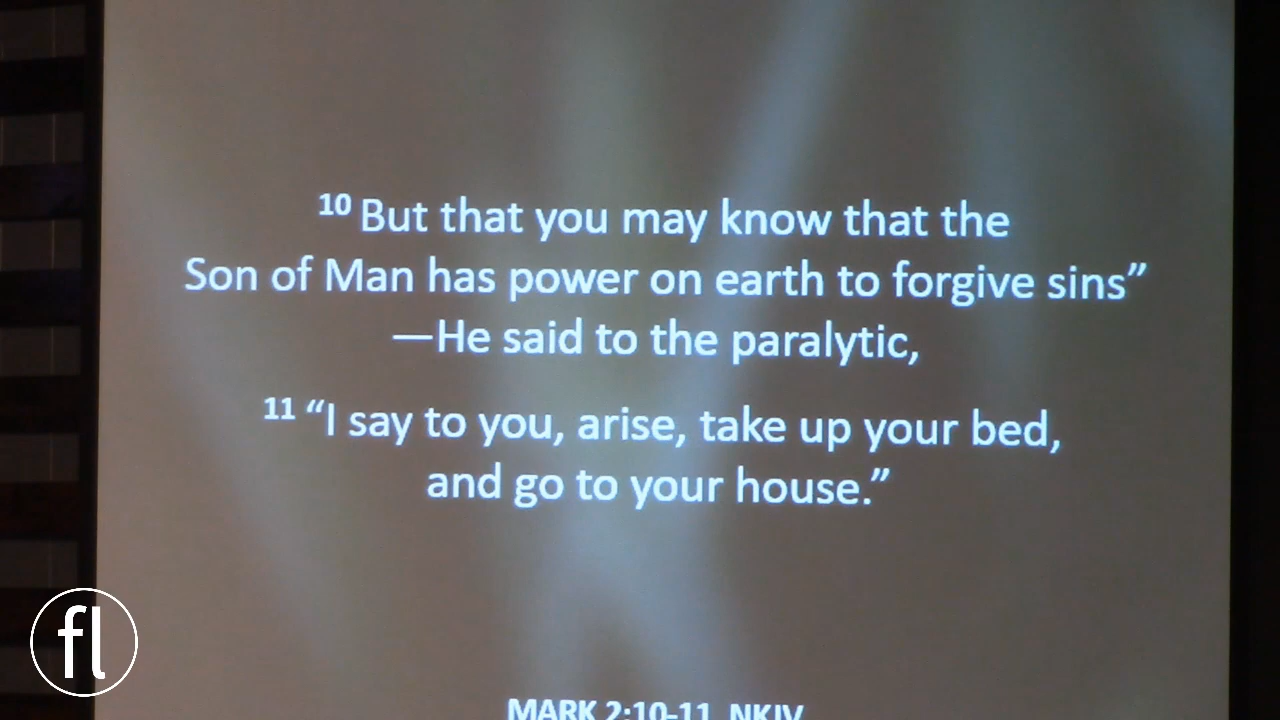 10 But that you may know that the
Son of Man has power on earth to forgive sins”
—He said to the paralytic,
11 “I say to you, arise, take up your bed,
and go to your house.”
MARK 2:10-11 NKJV
fl